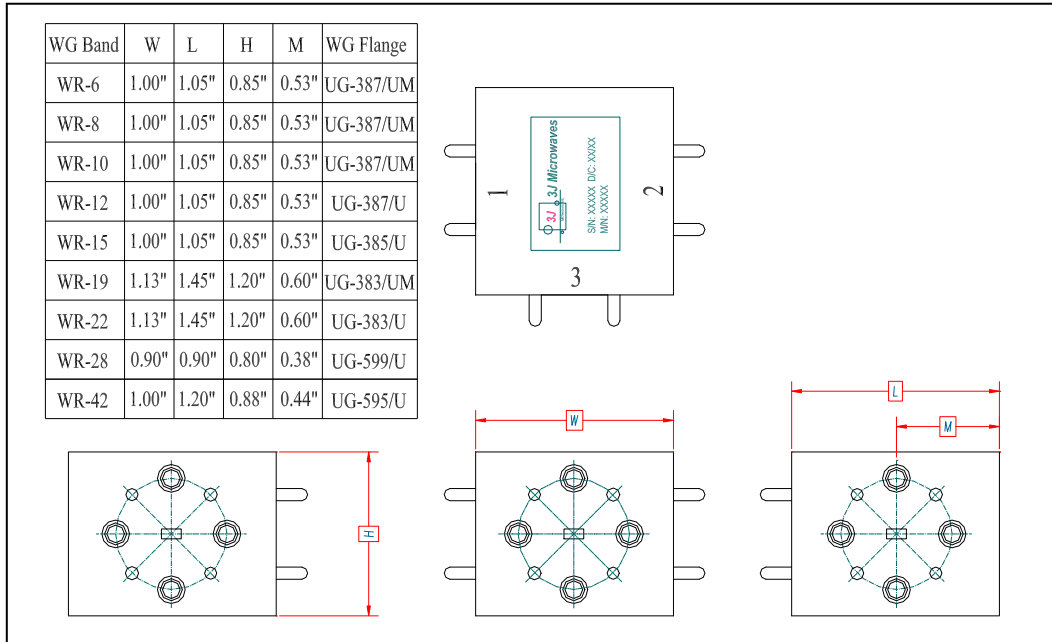 WG Band W L H M WG Flange
WR-6 1.00" 1.05" 0.85" 0.53" UG-387/UM
WR-8 1.00" 1.05" 0.85" 0.53" UG-387/UM
WR-10 1.00" 1.05" 0.85" 0.53" UG-387/UM
WR-12 1.00" 1.05" 0.85" 0.53" UG-387/U
WR-15 1.00" 1.05" 0.85" 0.53" UG-385/U
WR-19 1.13" 1.45" 1.20" 0.60" UG-383/UM
WR-22 1.13" 1.45" 1.20" 0.60" UG-383/U
WR-28 0.90" 0.90" 0.80" 0.38" UG-599/U
WR-42 1.00" 1.20" 0.88" 0.44" UG-595/U
1
3J
3J Microwaves
S/N: XXXXX D/C: XX/XX
M/N: XXXXX
2
3
H
W
L
M